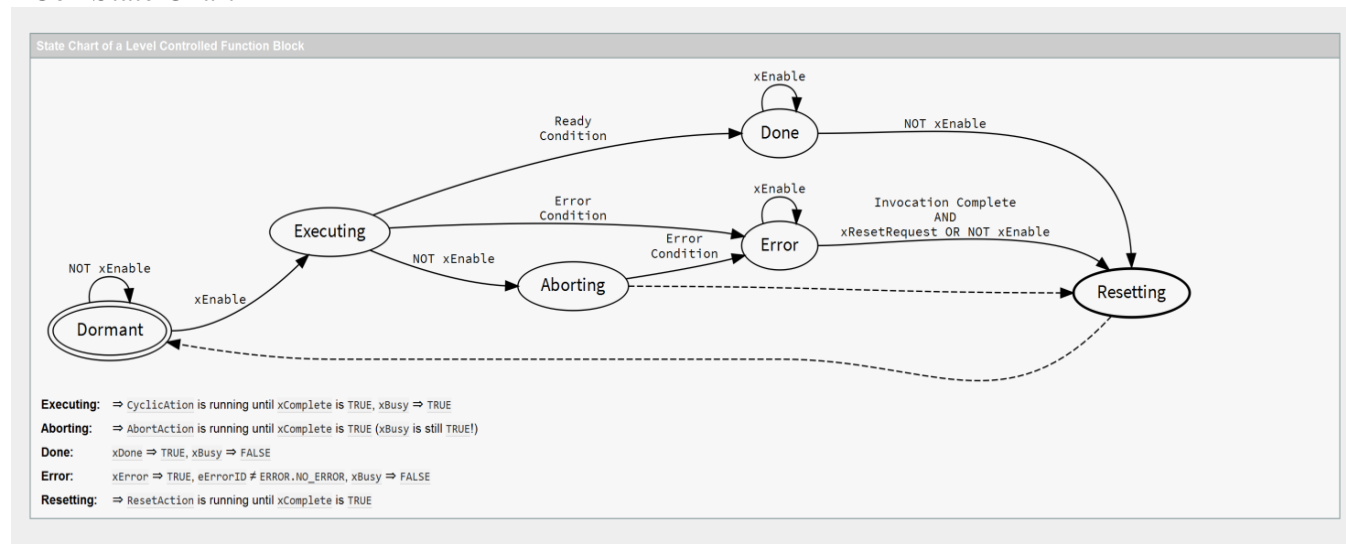 State Chart of a Level Controlled Function Block
xEnable
Ready
Condition
Done
NOT xEnable
xEnable
Error
Condition
Invocation Complete
AND
xResetRequest OR NOT xEnable
Executing
Error
Condition
Error
NOT xEnable
NOT xEnable
Aborting
Resetting
xEnable
Dormant
Executing: ⇒ CyclicAtion is running until xComplete is TRUE, xBusy ⇒ TRUE
Aborting: ⇒ AbortAction is running until xComplete is TRUE (xBusy is still TRUE!)
Done: xDone ⇒ TRUE, xBusy ⇒ FALSE
Error: xError ⇒ TRUE, eErrorID ≠ ERROR.NO_ERROR, xBusy ⇒ FALSE
Resetting: ⇒ ResetAction is running until xComplete is TRUE